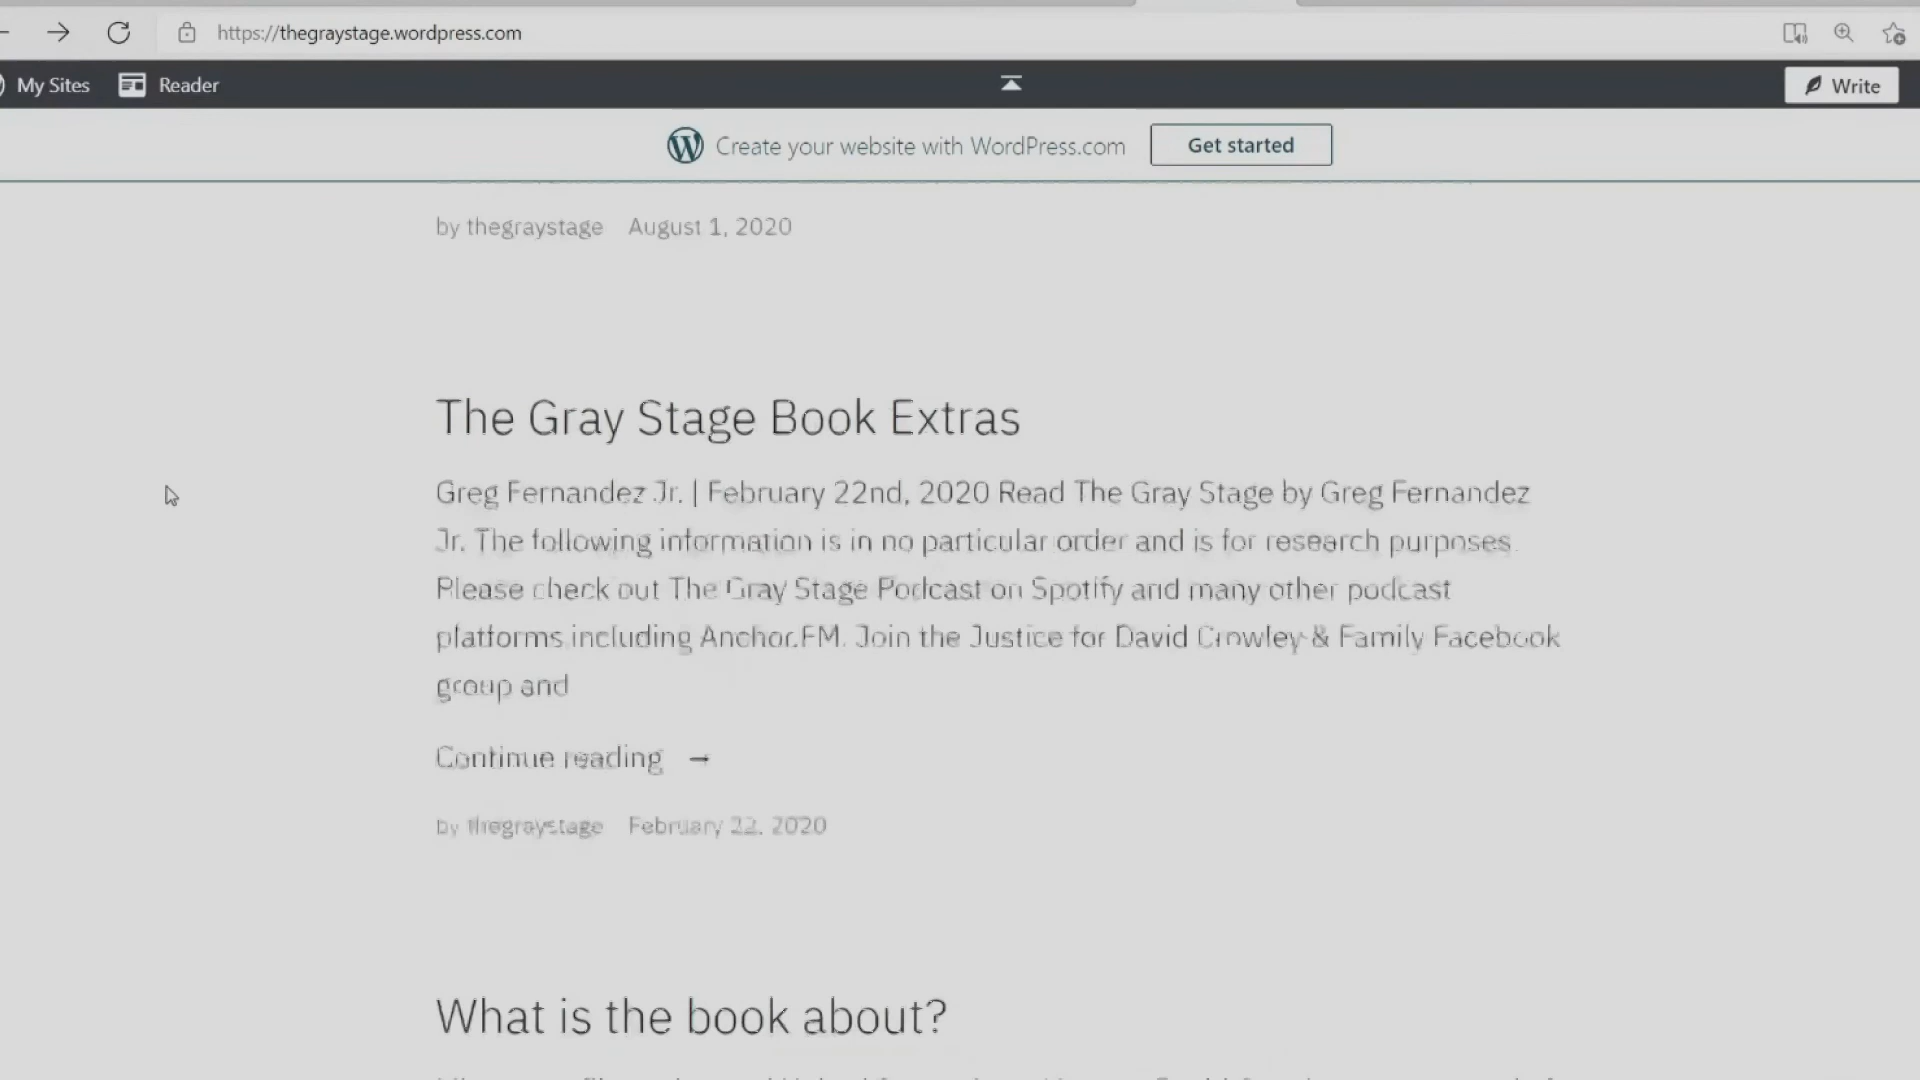 https://thegraystage.wordpress.com
My Sites Reader Write
Create your website with WordPress.com Get started
by thegraystage August 1, 2020
The Gray Stage Book Extras
Greg Fernandez Jr. | February 22nd, 2020 Read The Gray Stage by Greg Fernandez
Jr. The following information is in no particular order and is for research purposes.
Please check out The Gray Stage Podcast on Spotify and many other podcast
platforms including Anchor.FM. Join the Justice for David Crowley & Family Facebook
group and
Continue reading →
by thegraystage February 22, 2020
What is the book about?